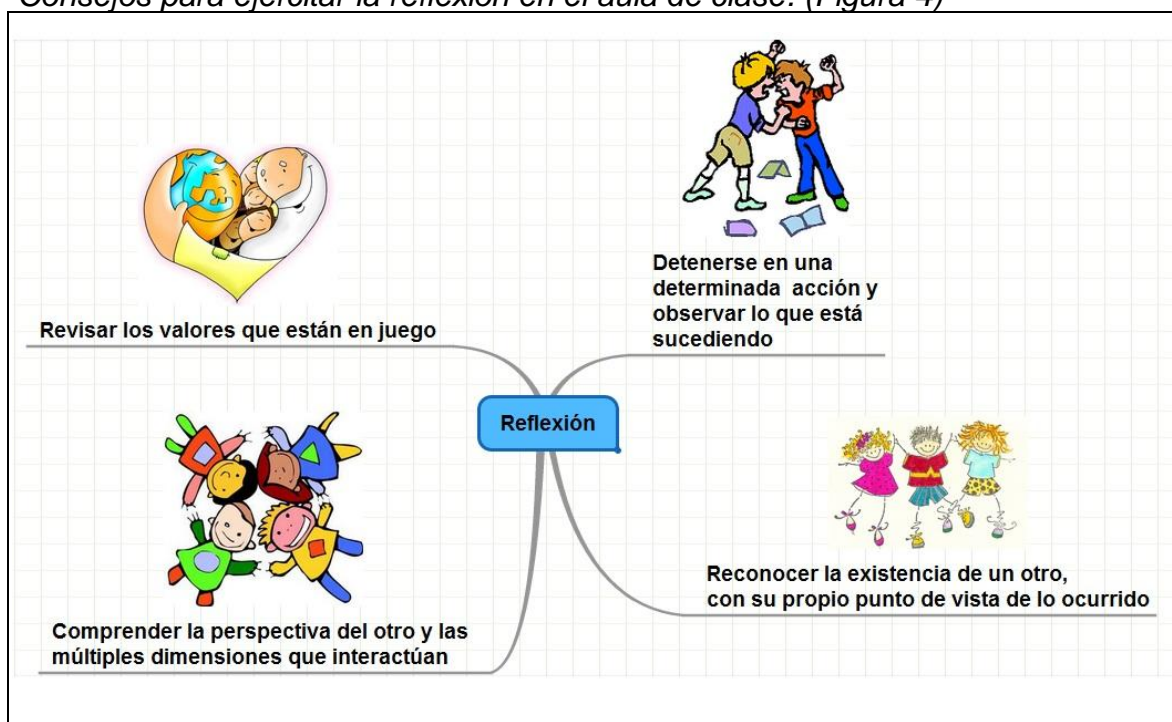 Consejos para ejercitar la reflexión en el aula de clase. (Figura 4)
Revisar los valores que están en juego
Detenerse en una
determinada acción y
observar lo que está
sucediendo
Reflexión
Reconocer la existencia de un otro,
con su propio punto de vista de lo ocurrido
Comprender la perspectiva del otro y las
múltiples dimensiones que interactúan